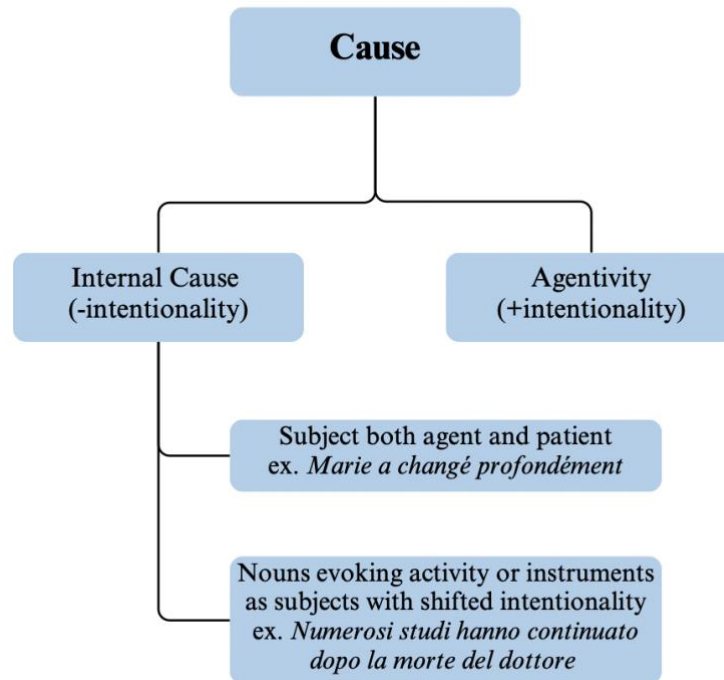 Cause
Internal Cause
(-intentionality)
Agentivity
(+intentionality)
Subject both agent and patient
ex. Marie a changé profondément
Nouns evoking activity or instruments
as subjects with shifted intentionality
ex. Numerosi studi hanno continuato
dopo la morte del dottore